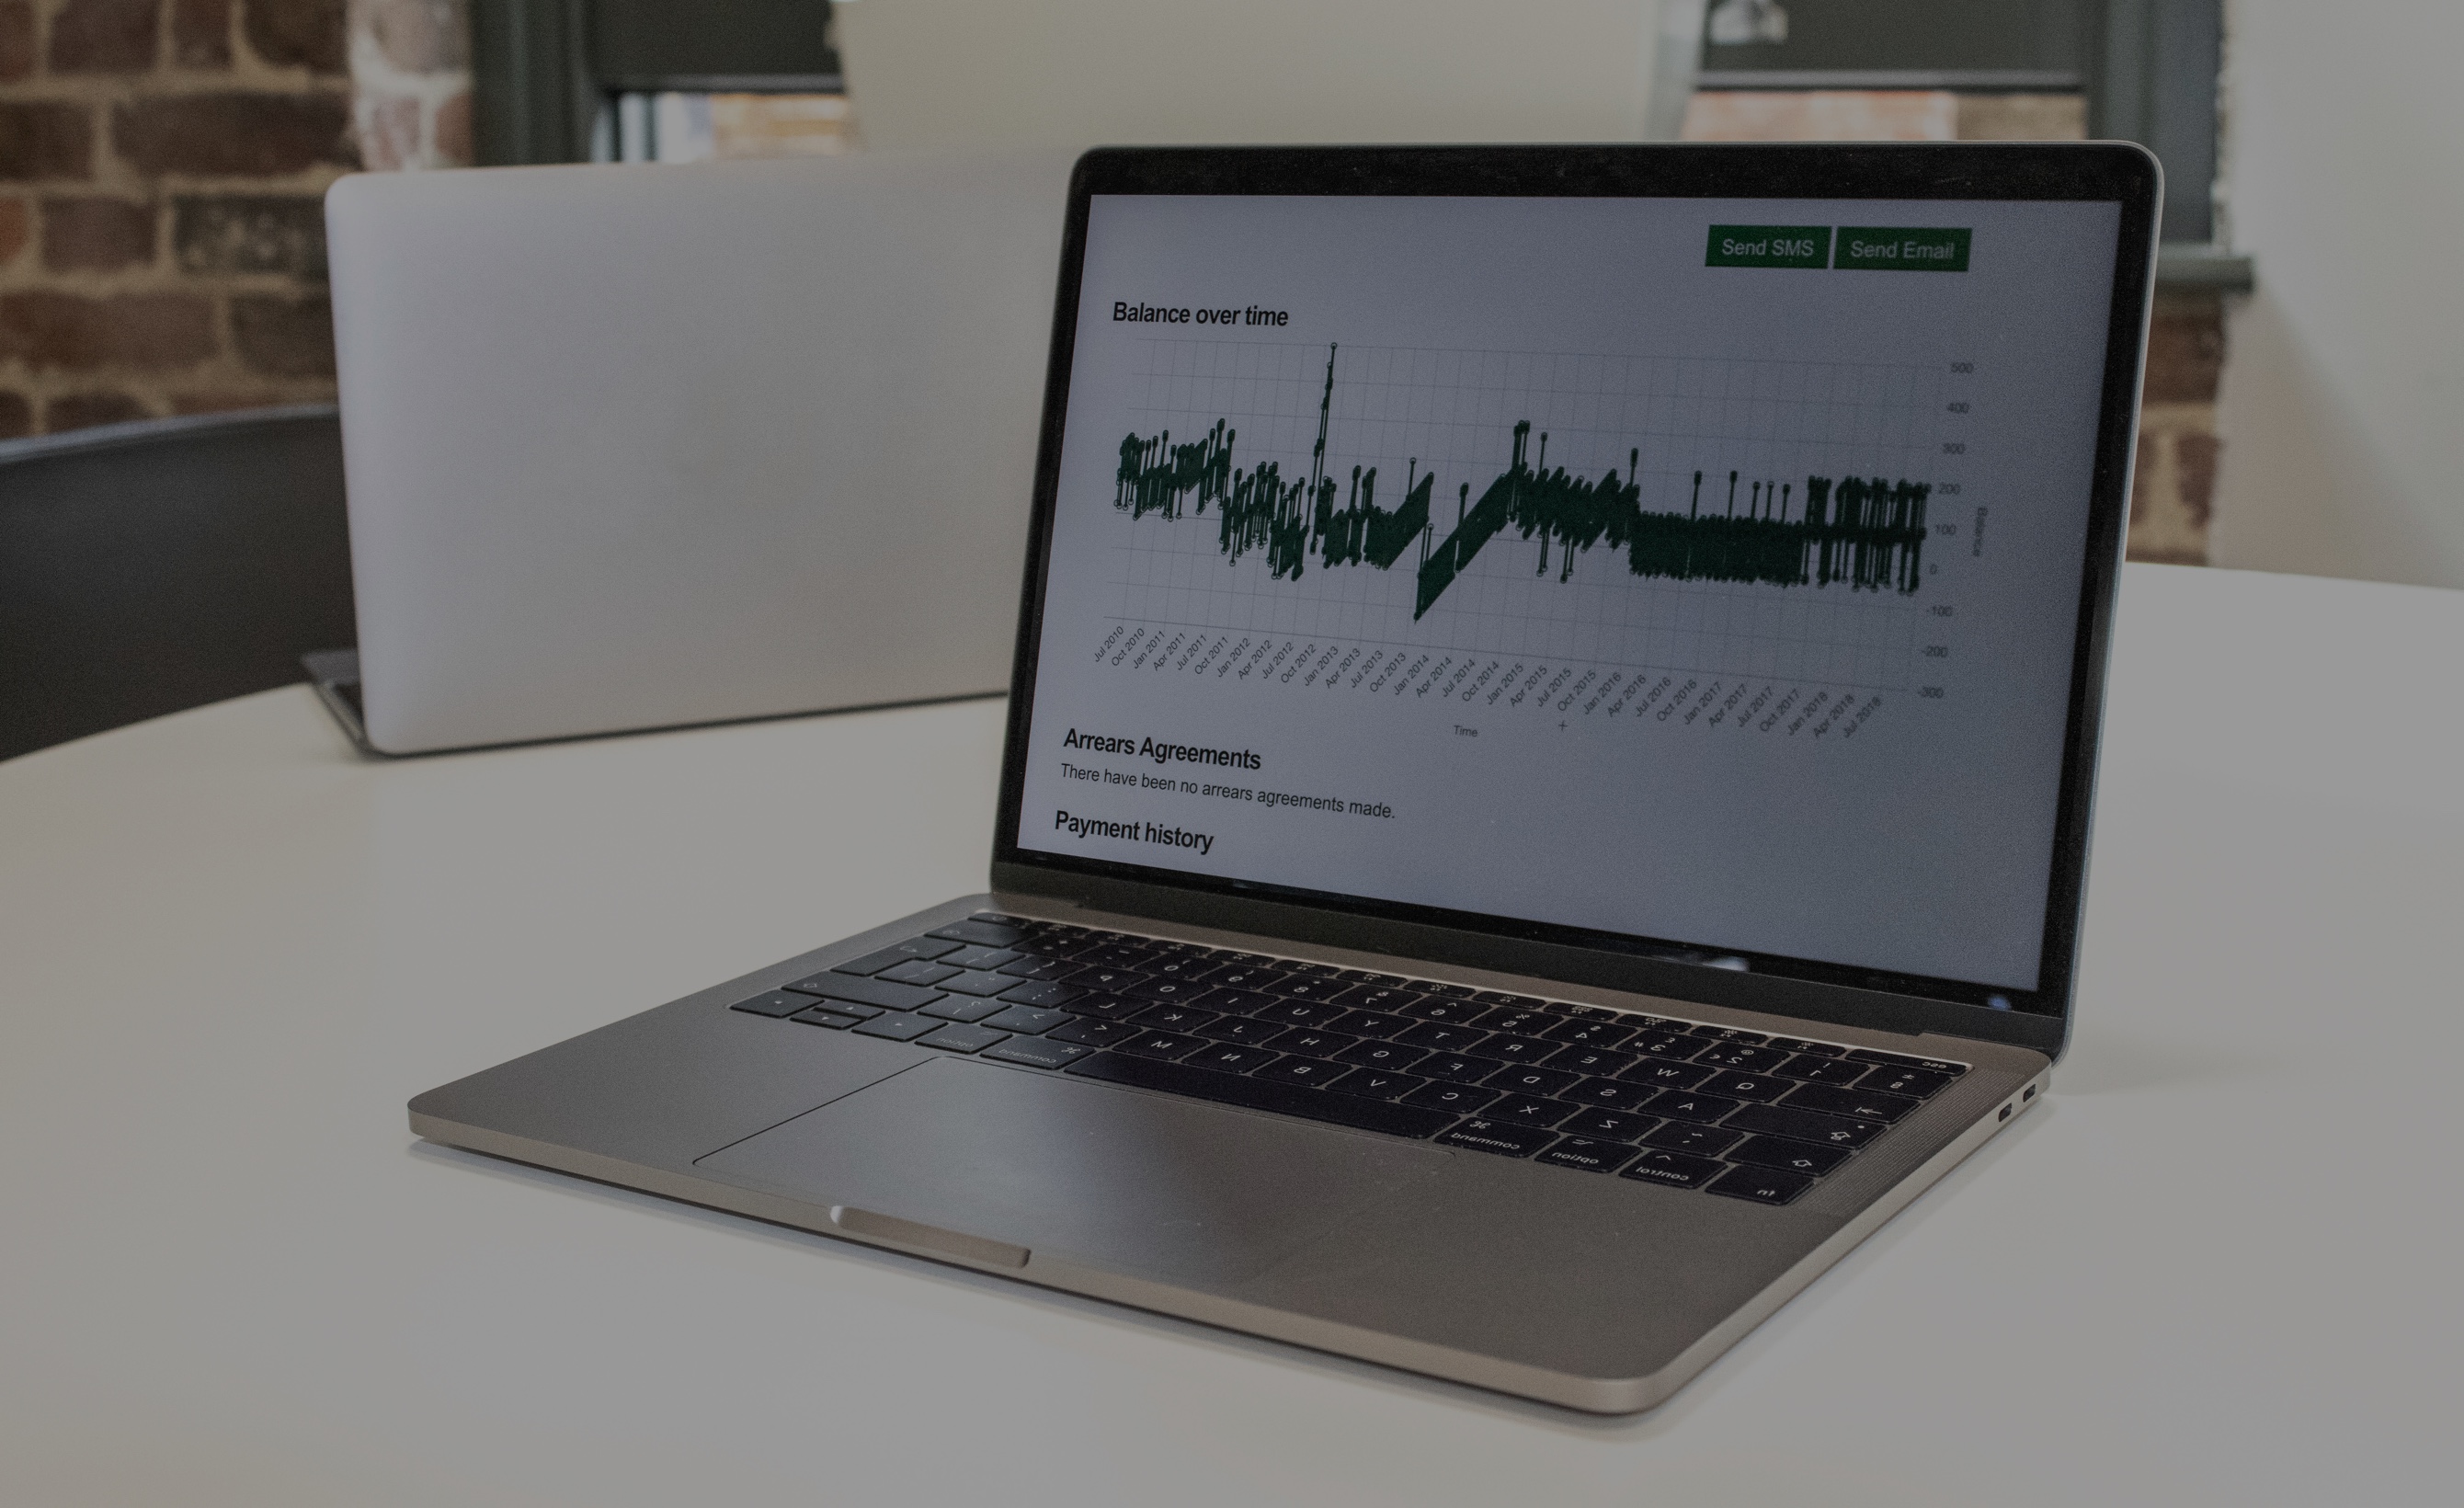 Send SMS Send Email
Balance over time
500
400
300
200
100
0
-100
-200
-300
Balance
Jul 2010
Oct 2010
Jan 2011
Apr 2011
Jul 2011
Oct 2011
Jan 2012
Apr 2012
Jul 2012
Oct 2012
Jan 2013
Apr 2013
Jul 2013
Oct 2013
Jan 2014
Apr 2014
Jul 2014
Oct 2014
Jan 2015
Apr 2015
Jul 2015
Oct 2015
Jan 2016
Apr 2016
Jul 2016
Oct 2016
Jan 2017
Apr 2017
Jul 2017
Oct 2017
Jan 2018
Apr 2018
Jul 2018
Time
Arrears Agreements
There have been no arrears agreements made.
Payment history